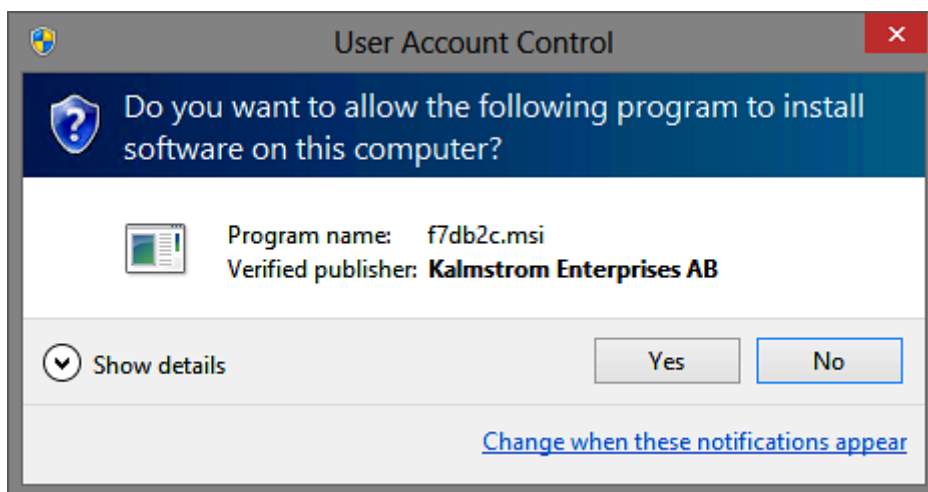 User Account Control
Do you want to allow the following program to install
software on this computer?
Program name: f7db2c.msi
Verified publisher: Kalmstrom Enterprises AB
Show details
Yes
No
Change when these notifications appear